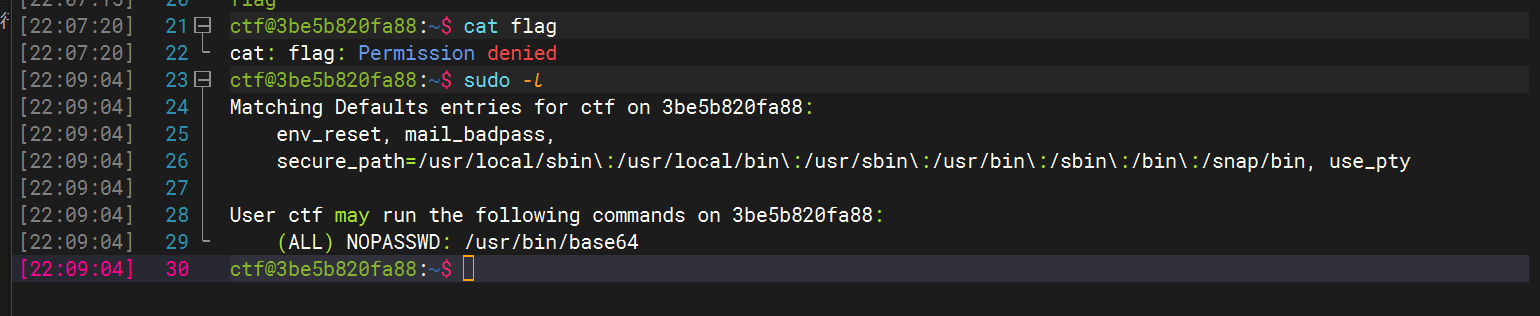 [22:07:15] 20 flag
行 [22:07:20] 21 ctf@3be5b820fa88:~$ cat flag
[22:07:20] 22 cat: flag: Permission denied
[22:09:04] 23 ctf@3be5b820fa88:~$ sudo -l
[22:09:04] 24 Matching Defaults entries for ctf on 3be5b820fa88:
[22:09:04] 25 env_reset, mail_badpass,
[22:09:04] 26 secure_path=/usr/local/sbin\:/usr/local/bin\:/usr/sbin\:/usr/bin\:/sbin\:/bin\:/snap/bin, use_pty
[22:09:04] 27
[22:09:04] 28 User ctf may run the following commands on 3be5b820fa88:
[22:09:04] 29 (ALL) NOPASSWD: /usr/bin/base64
[22:09:04] 30 ctf@3be5b820fa88:~$